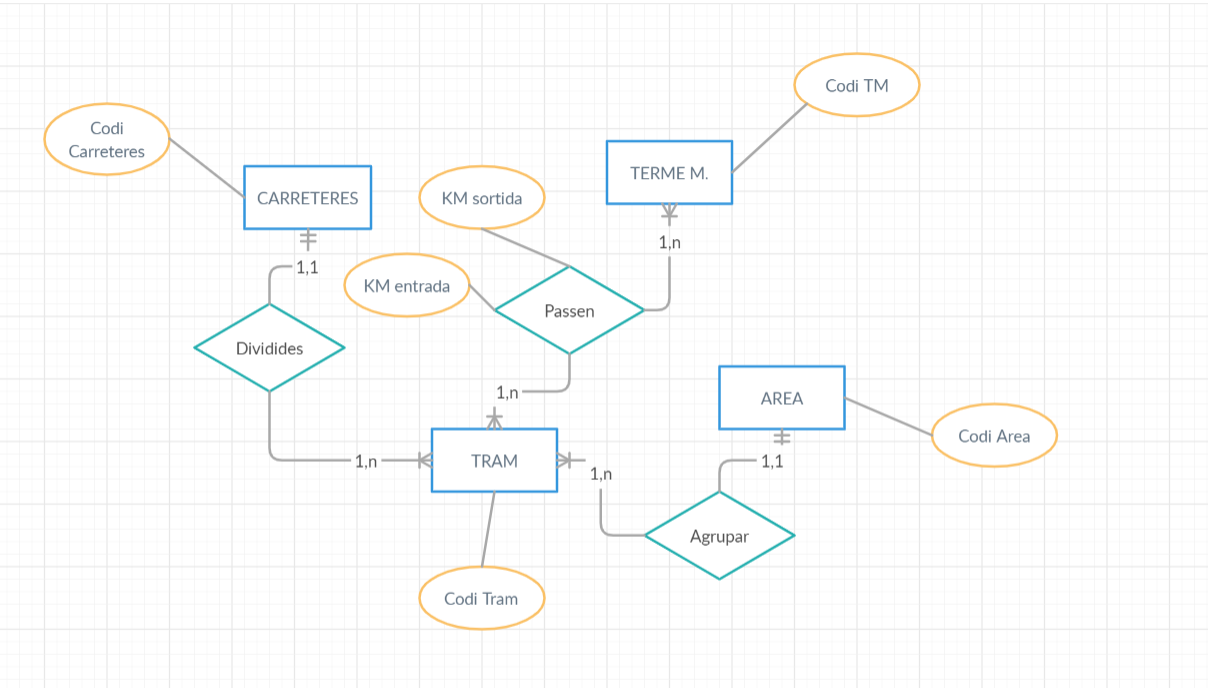 Codi TM
Codi
Carreteres
TERME M.
CARRETERES
KM sortida
1,n
1,1
KM entrada
Passen
Dividides
1,n
AREA
Codi Area
1,n
TRAM
1,n
1,1
Agrupar
Codi Tram